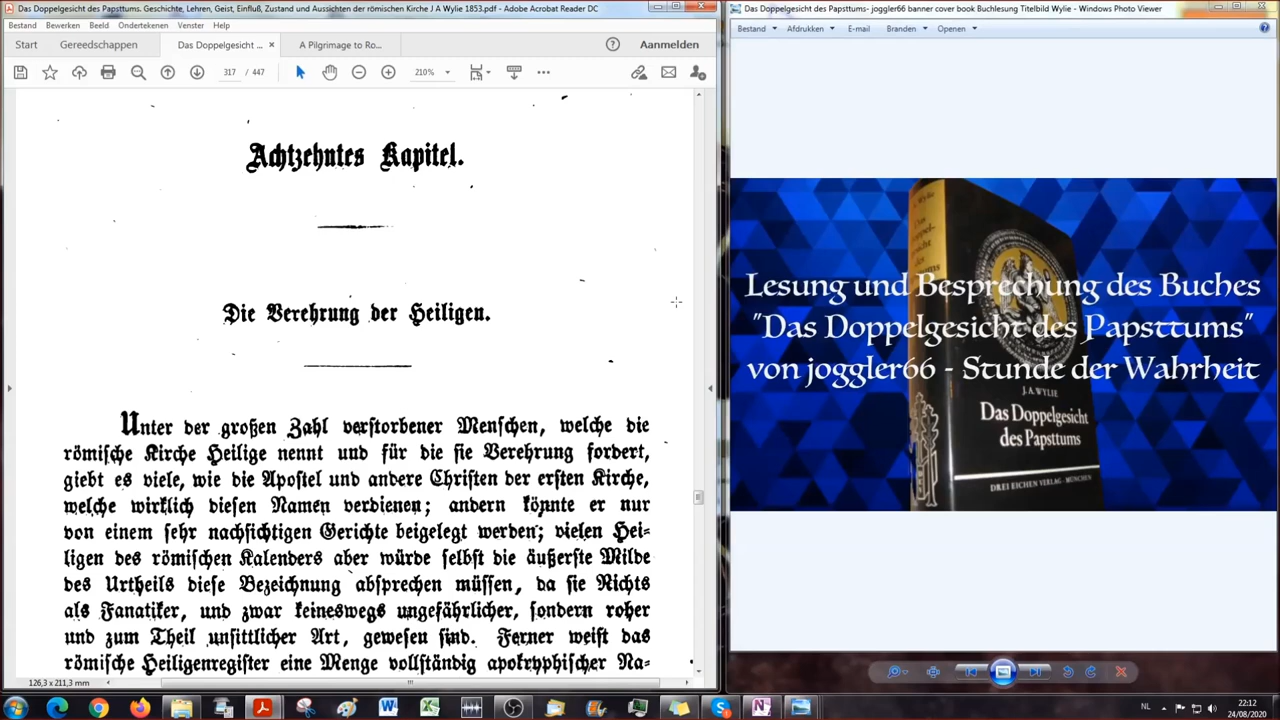 Das Doppelgesicht des Papsttums. Geschichte, Lehren, Geist, Einfluß, Zustand und Aussichten der römischen Kirche J A Wylie 1853.pdf - Adobe Acrobat Reader DC
Bestand Bewerken Beeld Ondertekenen Venster Help
Start Gereedschappen Das Doppelgesicht ... × A Pilgrimage to Ro... Anmelden
317 / 447 210%
Achtzehntes Kapitel.
Die Verehrung der Heiligen.
Unter der großen Zahl verstorbener Menschen, welche die
römische Kirche Heilige nennt und für die sie Verehrung fordert,
giebt es viele, wie die Apostel und andere Christen der ersten Kirche,
welche wirklich diesen Namen verdienen; andern könnte er nur
von einem sehr nachsichtigen Gerichte beigelegt werden; vielen Hei-
ligen des römischen Kalenders aber würde selbst die äußerste Milde
des Urtheils diese Bezeichnung absprechen müssen, da sie Nichts
als Fanatiker, und zwar keineswegs ungefährlicher, sondern roher
und zum Theil unsittlicher Art, gewesen sind. Ferner weist das
römische Heiligenregister eine Menge vollständig apokryphischer Na-
126,3 x 211,3 mm
Das Doppelgesicht des Papsttums- joggler66 banner cover book Buchlesung Titelbild Wylie - Windows Photo Viewer
Bestand Afdrukken E-mail Branden Openen
Lesung und Besprechung des Buches
"Das Doppelgesicht des Papsttums"
von joggler66 - Stunde der Wahrheit
J.A.WYLIE
Das Doppelgesicht
des Papsttums
DREI EICHEN VERLAG · MÜNCHEN
NL 22:12
24/08/2020